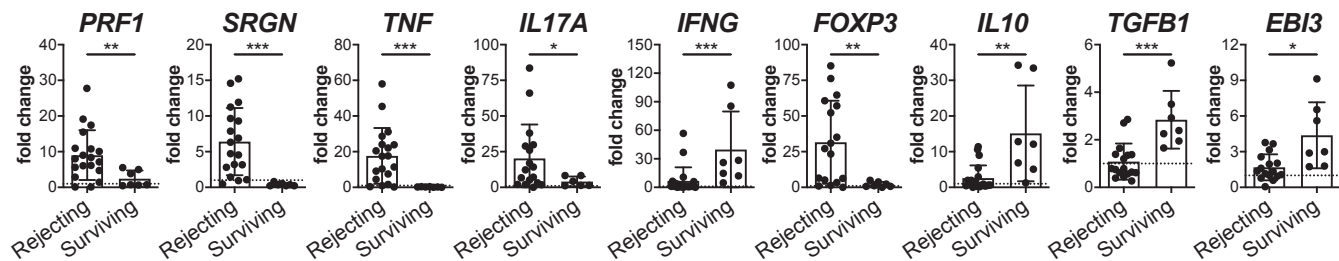 PRF1 SRGN TNF IL17A IFNG FOXP3 IL10 TGFB1 EBI3
** *** *** * *** ** ** *** *
fold change fold change fold change fold change fold change fold change fold change fold change fold change
40 20 80 100 150 100 40 6 12
30 15 60 75 120 75 30 4 9
20 10 40 50 90 50 20 2 6
10 5 20 25 60 25 10 0 3
0 0 0 0 30 0 0 0
0
Rejecting Surviving Rejecting Surviving Rejecting Surviving Rejecting Surviving Rejecting Surviving Rejecting Surviving Rejecting Surviving Rejecting Surviving Rejecting Surviving